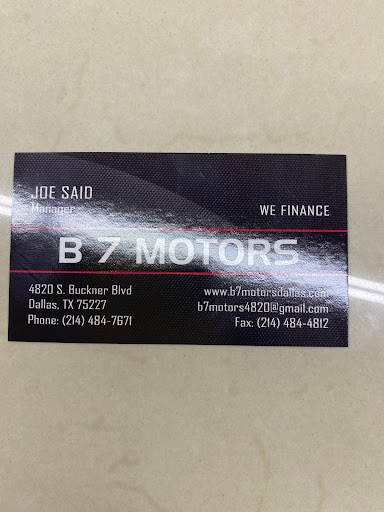 JOE SAID
Manager
WE FINANCE
B 7 MOTORS
4820 S. Buckner Blvd
Dallas, TX 75227
Phone: (214) 484-7671
www.b7motorsdallas.com
b7motors4820@gmail.com
Fax: (214) 484-4812